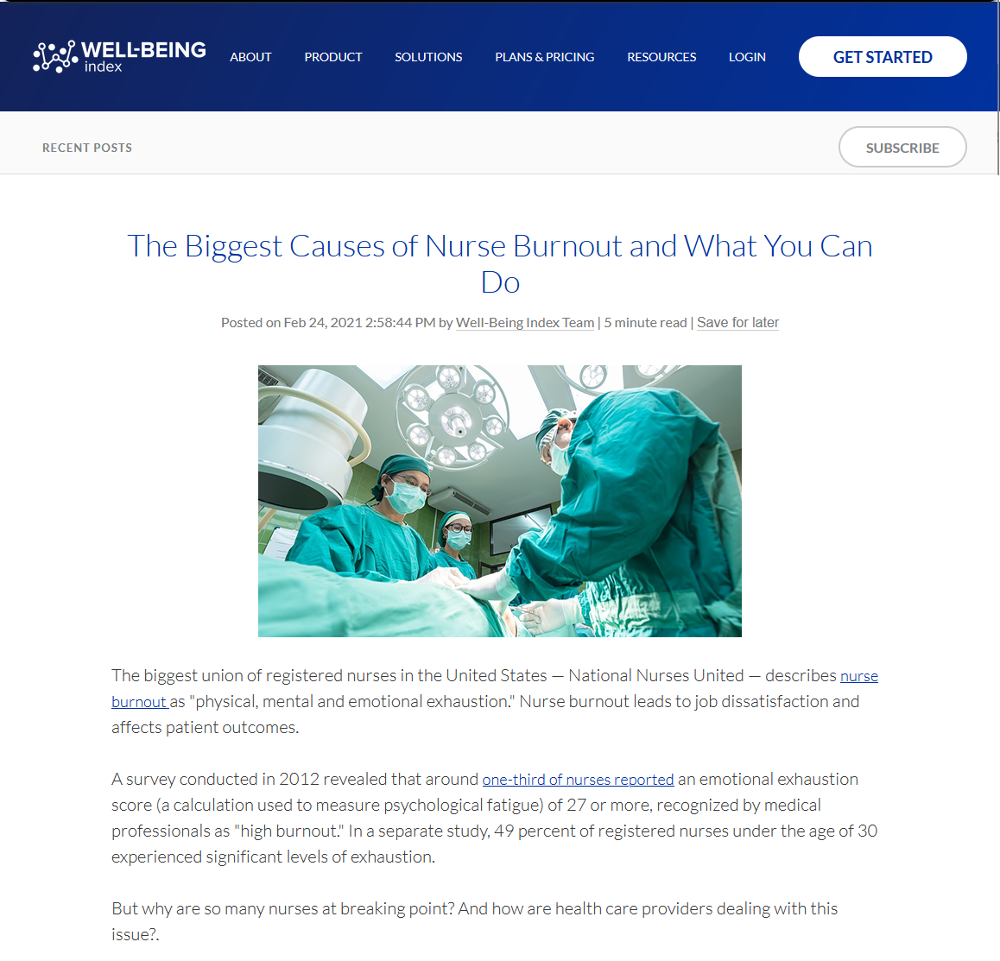 WELL-BEING
index
ABOUT
PRODUCT
SOLUTIONS
PLANS & PRICING
RESOURCES
LOGIN
GET STARTED
RECENT POSTS
SUBSCRIBE
The Biggest Causes of Nurse Burnout and What You Can
Do
Posted on Feb 24, 2021 2:58:44 PM by Well-Being Index Team | 5 minute read | Save for later
The biggest union of registered nurses in the United States — National Nurses United — describes nurse
burnout as "physical, mental and emotional exhaustion." Nurse burnout leads to job dissatisfaction and
affects patient outcomes.
A survey conducted in 2012 revealed that around one-third of nurses reported an emotional exhaustion
score (a calculation used to measure psychological fatigue) of 27 or more, recognized by medical
professionals as "high burnout." In a separate study, 49 percent of registered nurses under the age of 30
experienced significant levels of exhaustion.
But why are so many nurses at breaking point? And how are health care providers dealing with this
issue?.